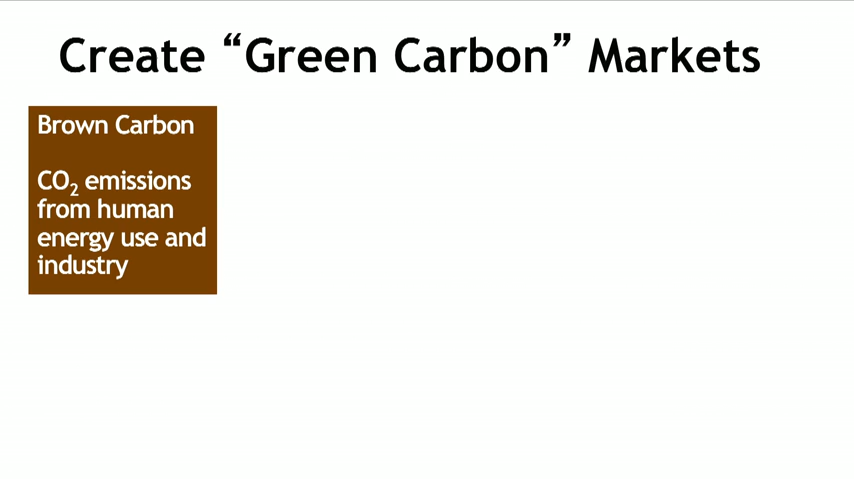 Create “Green Carbon” Markets
Brown Carbon
CO₂ emissions
from human
energy use and
industry